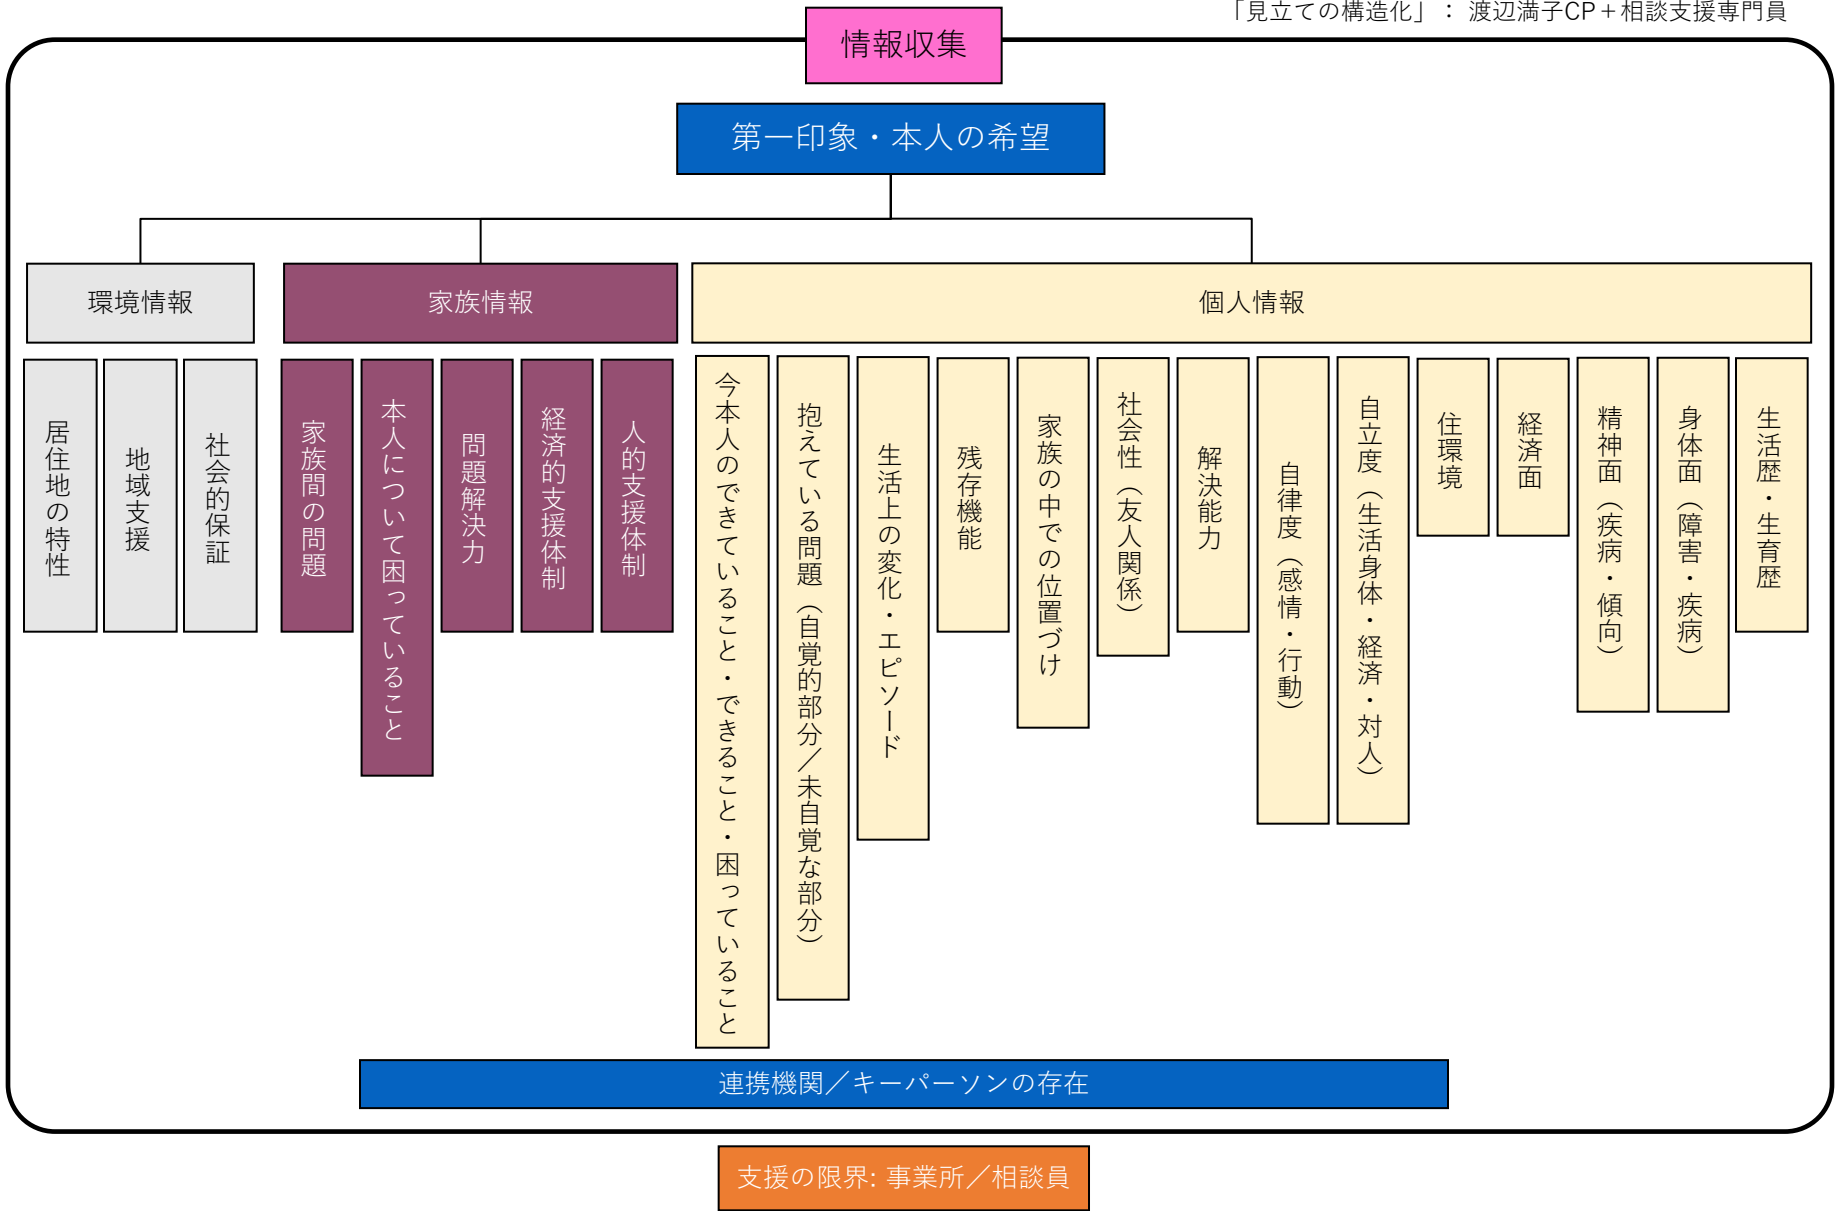 「見立ての構造化」： 渡辺満子CP＋相談支援専門員
情報収集
第一印象・本人の希望
環境情報
家族情報
個人情報
居住地の特性
地域支援
社会的保証
家族間の問題
本人について困っていること
問題解決力
経済的支援体制
人的支援体制
今本人のできていること・できること・困っていること
抱えている問題（自覚的部分／未自覚な部分）
生活上の変化・エピソード
残存機能
家族の中での位置づけ
社会性（友人関係）
解決能力
自律度（感情・行動）
自立度（生活身体・経済・対人）
住環境
経済面
精神面（疾病・傾向）
身体面（障害・疾病）
生活歴・生育歴
連携機関／キーパーソンの存在
支援の限界: 事業所／相談員